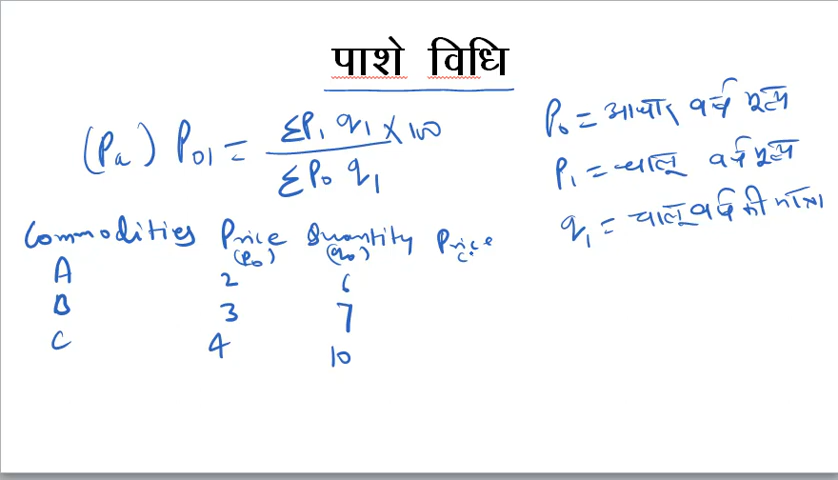 पाशे विधि
(Pa) P01 = ΣP1 q1 × 100 / ΣP0 q1
P0 = आधार वर्ष मूल्य
P1 = चालू वर्ष मूल्य
q1 = चालू वर्ष की मात्रा
Commodities Price Quantity Price
(P0) (q0) (
A 2 6
B 3 7
C 4 10